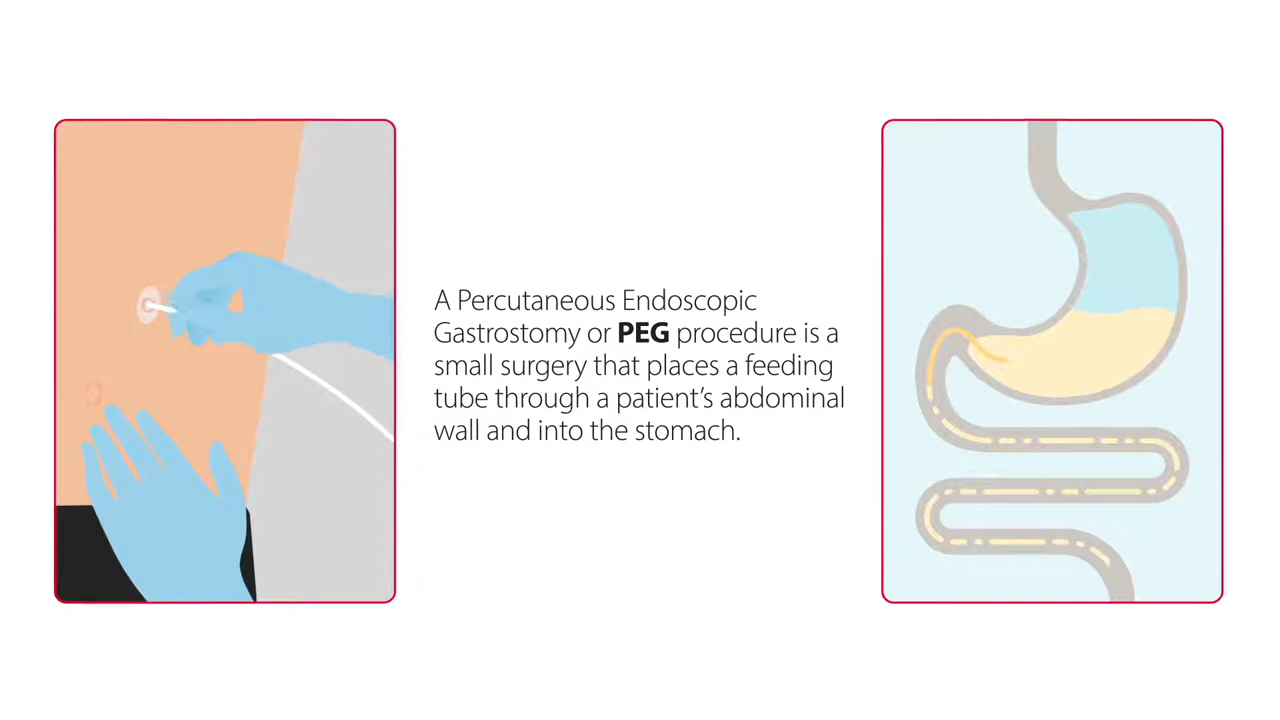 A Percutaneous Endoscopic
Gastrostomy or PEG procedure is a
small surgery that places a feeding
tube through a patient’s abdominal
wall and into the stomach.